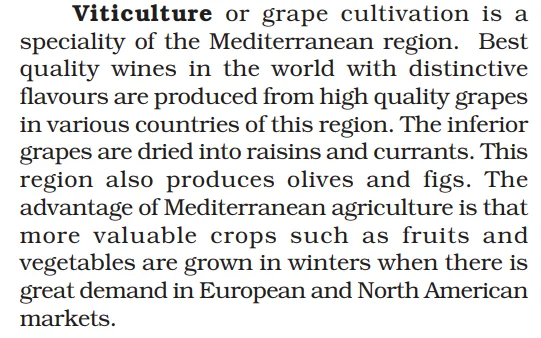 Viticulture or grape cultivation is a
speciality of the Mediterranean region. Best
quality wines in the world with distinctive
flavours are produced from high quality grapes
in various countries of this region. The inferior
grapes are dried into raisins and currants. This
region also produces olives and figs. The
advantage of Mediterranean agriculture is that
more valuable crops such as fruits and
vegetables are grown in winters when there is
great demand in European and North American
markets.